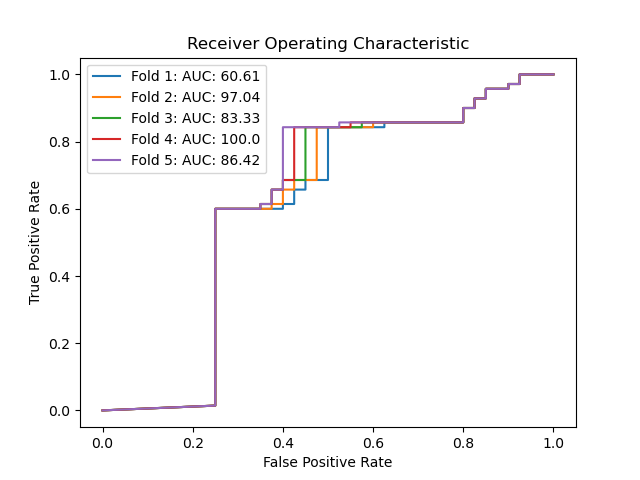 Receiver Operating Characteristic
Fold 1: AUC: 60.61
Fold 2: AUC: 97.04
Fold 3: AUC: 83.33
Fold 4: AUC: 100.0
Fold 5: AUC: 86.42
1.0
0.8
0.6
0.4
0.2
0.0
True Positive Rate
0.0 0.2 0.4 0.6 0.8 1.0
False Positive Rate